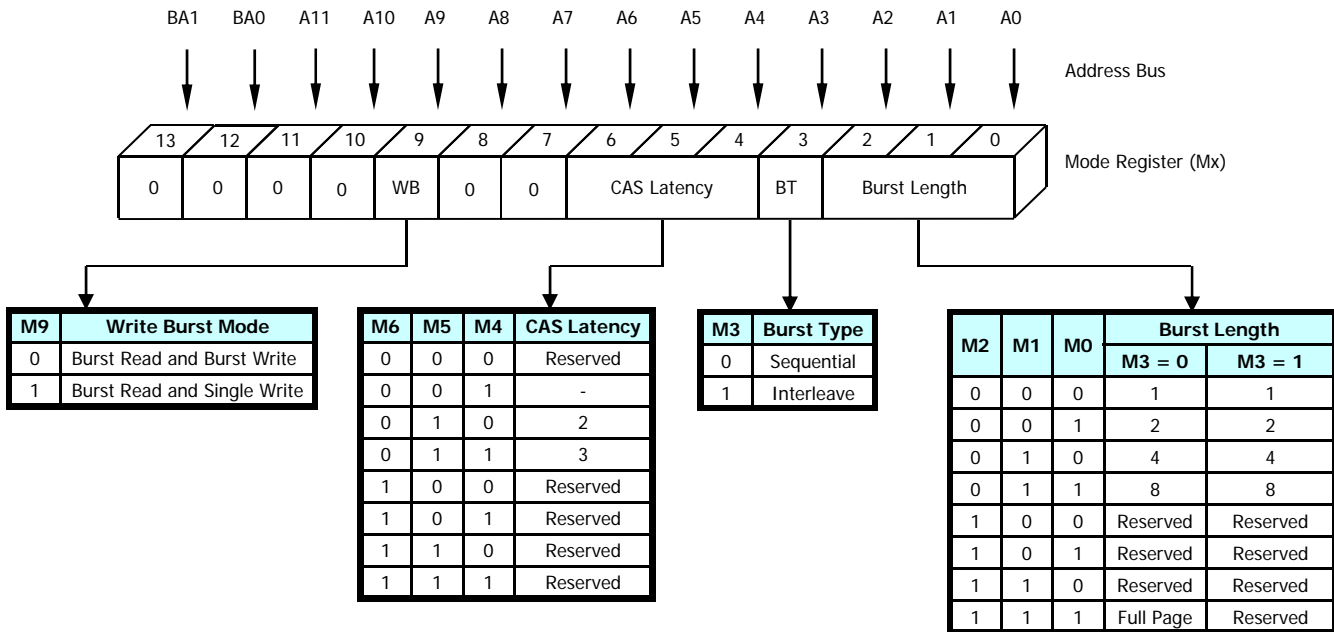 BA1 BA0 A11 A10 A9 A8 A7 A6 A5 A4 A3 A2 A1 A0
Address Bus
13 12 11 10 9 8 7 6 5 4 3 2 1 0
Mode Register (Mx)
0 0 0 0 WB 0 0 CAS Latency BT Burst Length
M9 Write Burst Mode
0 Burst Read and Burst Write
1 Burst Read and Single Write
M6 M5 M4 CAS Latency
0 0 0 Reserved
0 0 1 -
0 1 0 2
0 1 1 3
1 0 0 Reserved
1 0 1 Reserved
1 1 0 Reserved
1 1 1 Reserved
M3 Burst Type
0 Sequential
1 Interleave
M2 M1 M0 Burst Length
M3 = 0 M3 = 1
0 0 0 1 1
0 0 1 2 2
0 1 0 4 4
0 1 1 8 8
1 0 0 Reserved Reserved
1 0 1 Reserved Reserved
1 1 0 Reserved Reserved
1 1 1 Full Page Reserved